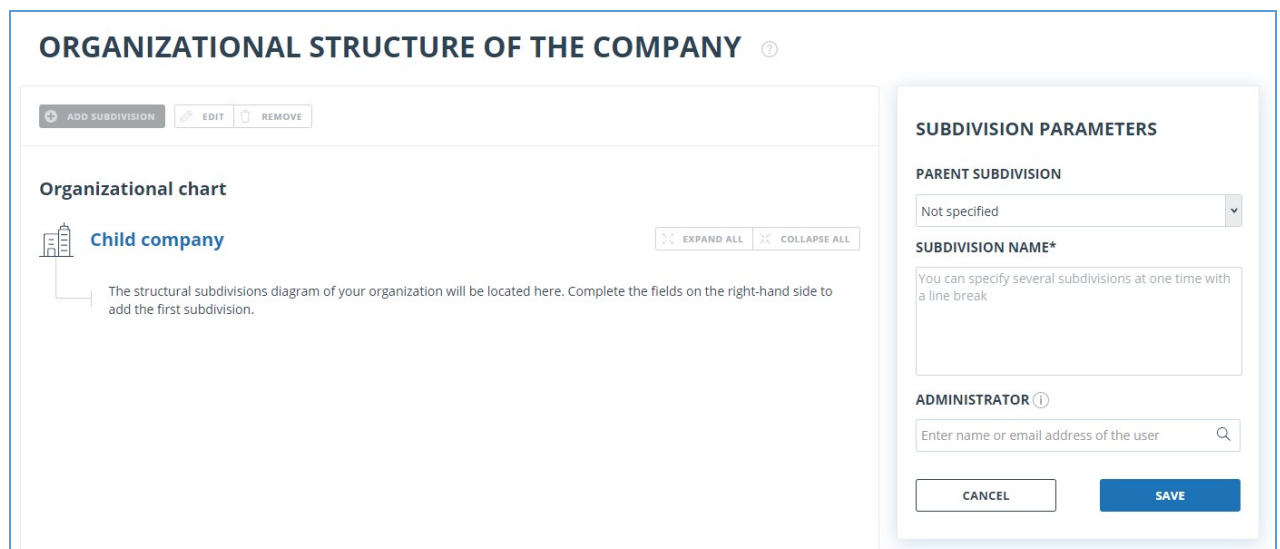 ORGANIZATIONAL STRUCTURE OF THE COMPANY ?
ADD SUBDIVISION EDIT REMOVE
Organizational chart
Child company
EXPAND ALL COLLAPSE ALL
The structural subdivisions diagram of your organization will be located here. Complete the fields on the right-hand side to
add the first subdivision.
SUBDIVISION PARAMETERS
PARENT SUBDIVISION
Not specified
SUBDIVISION NAME*
You can specify several subdivisions at one time with
a line break
ADMINISTRATOR i
Enter name or email address of the user
CANCEL SAVE